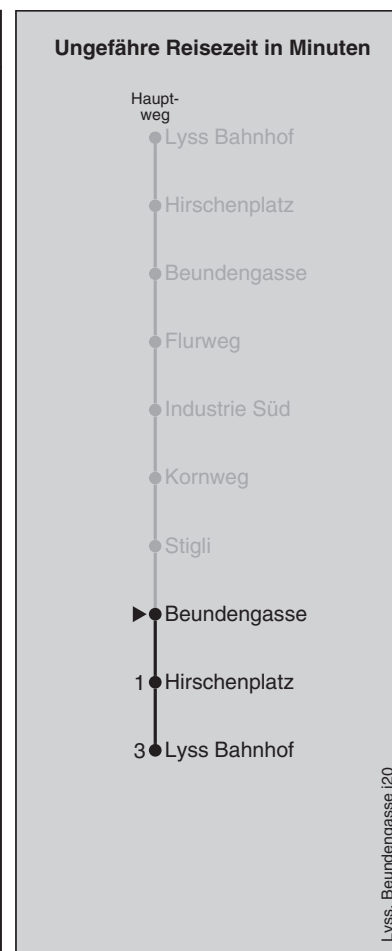 Ungefähre Reisezeit in Minuten
Haupt-
weg
Lyss Bahnhof
Hirschenplatz
Beundengasse
Flurweg
Industrie Süd
Kornweg
Stigli
Beundengasse
1 Hirschenplatz
3 Lyss Bahnhof
Lyss, Beundengasse j20